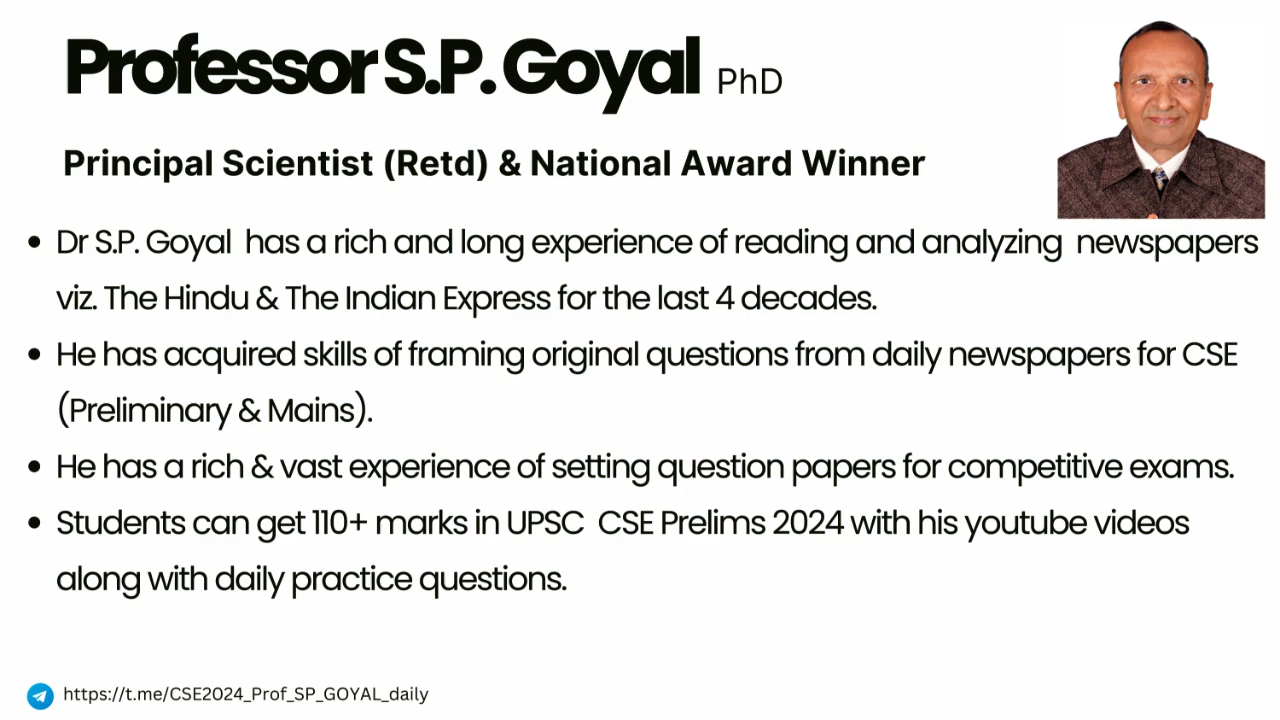 Professor S.P. Goyal PhD
Principal Scientist (Retd) & National Award Winner
• Dr S.P. Goyal has a rich and long experience of reading and analyzing newspapers
viz. The Hindu & The Indian Express for the last 4 decades.
• He has acquired skills of framing original questions from daily newspapers for CSE
(Preliminary & Mains).
• He has a rich & vast experience of setting question papers for competitive exams.
• Students can get 110+ marks in UPSC CSE Prelims 2024 with his youtube videos
along with daily practice questions.
https://t.me/CSE2024_Prof_SP_GOYAL_daily